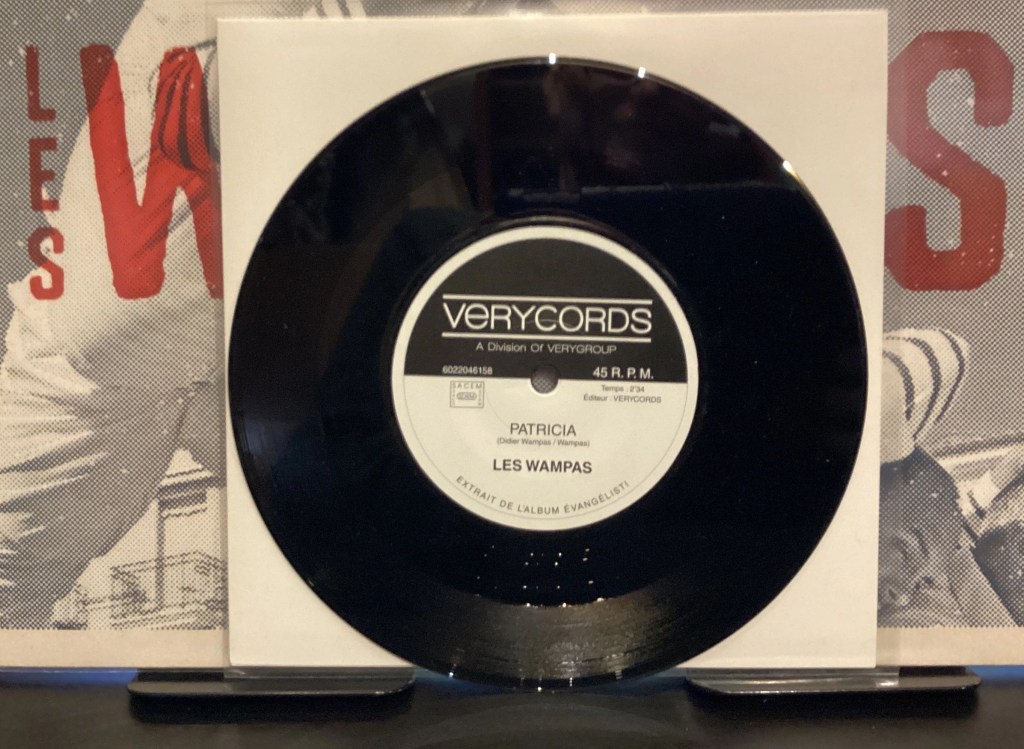 LES
W
S
VERYCORDS
A Division Of VERYGROUP
6022046158
45 R. P. M.
SACEM
Temps : 2'34
Éditeur : VERYCORDS
PATRICIA
(Didier Wampas / Wampas)
LES WAMPAS
EXTRAIT DE L'ALBUM ÉVANGÉLISTI